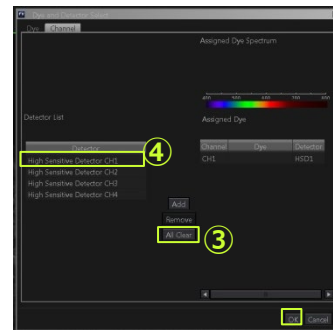 Dye and Detector Select
Dye Channel
Assigned Dye Spectrum
400 500 600 700 800
Detector List
Assigned Dye
Detector
Channel Dye Detector
High Sensitive Detector CH1
④
CH1 HSD1
High Sensitive Detector CH2
High Sensitive Detector CH3
High Sensitive Detector CH4
Add
Remove
All Clear
③
OK Cancel